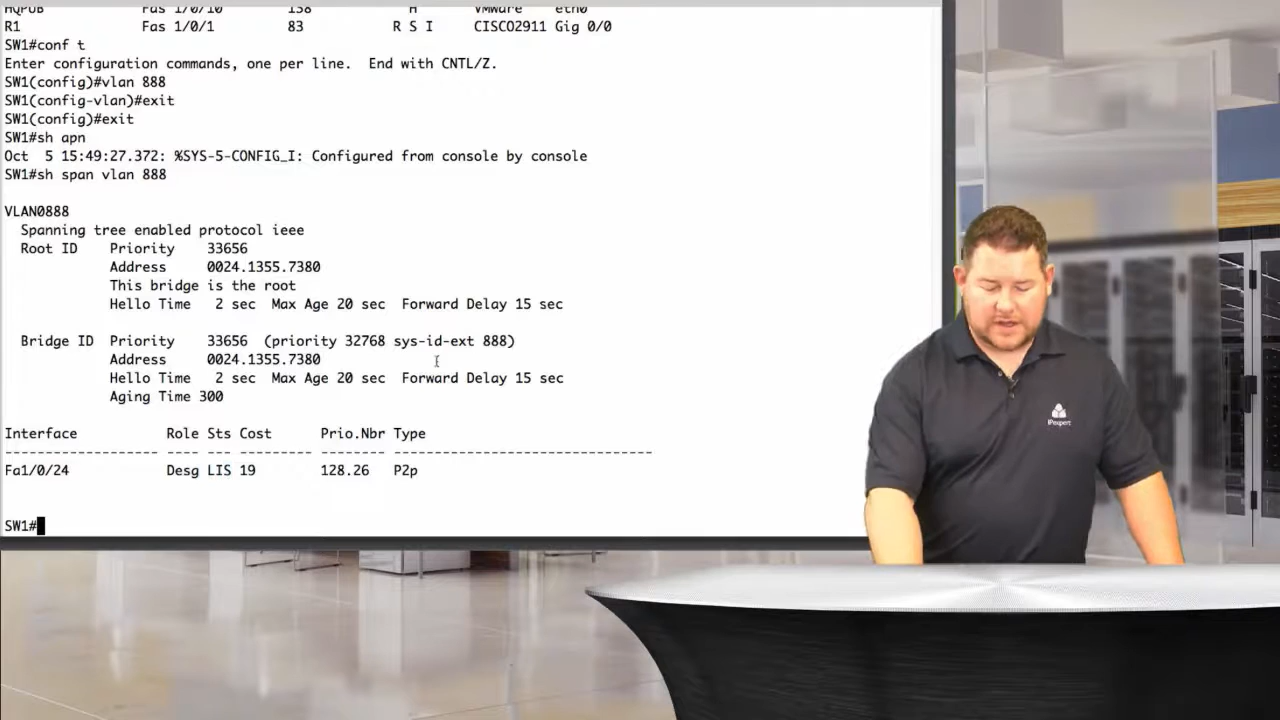 HQPUB Fas 1/0/10 138 H VMware eth0
R1 Fas 1/0/1 83 R S I CISCO2911 Gig 0/0
SW1#conf t
Enter configuration commands, one per line. End with CNTL/Z.
SW1(config)#vlan 888
SW1(config-vlan)#exit
SW1(config)#exit
SW1#sh apn
Oct 5 15:49:27.372: %SYS-5-CONFIG_I: Configured from console by console
SW1#sh span vlan 888
VLAN0888
Spanning tree enabled protocol ieee
Root ID Priority 33656
Address 0024.1355.7380
This bridge is the root
Hello Time 2 sec Max Age 20 sec Forward Delay 15 sec
Bridge ID Priority 33656 (priority 32768 sys-id-ext 888)
Address 0024.1355.7380
Hello Time 2 sec Max Age 20 sec Forward Delay 15 sec
Aging Time 300
Interface Role Sts Cost Prio.Nbr Type
------------------- ---- --- --------- -------- --------------------------------
Fa1/0/24 Desg LIS 19 128.26 P2p
SW1#
IPexpert